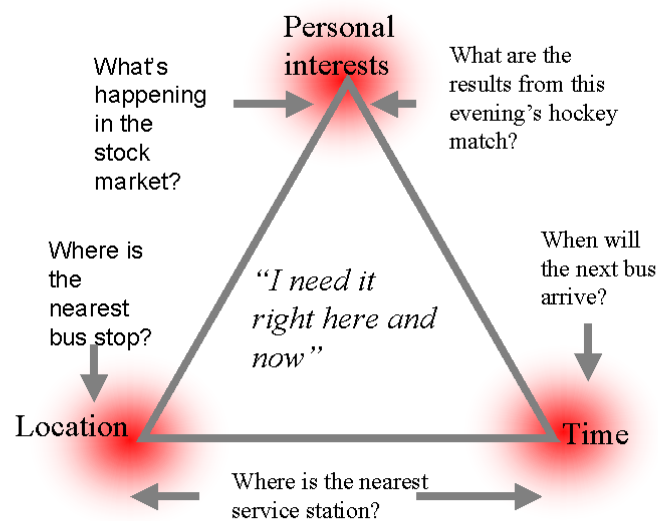 Personal
interests
What's
happening
in the
stock
market?
What are the
results from this
evening’s hockey
match?
Where is
the
nearest
bus stop?
“I need it
right here and
now”
When will
the next bus
arrive?
Location
Time
Where is the nearest
service station?